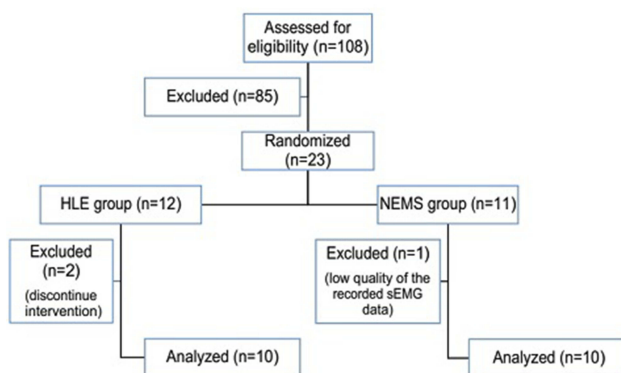 Assessed for
eligibility (n=108)
Excluded (n=85)
Randomized
(n=23)
HLE group (n=12)
NEMS group (n=11)
Excluded
(n=2)
(discontinue
intervention)
Excluded (n=1)
(low quality of the
recorded sEMG
data)
Analyzed (n=10)
Analyzed (n=10)